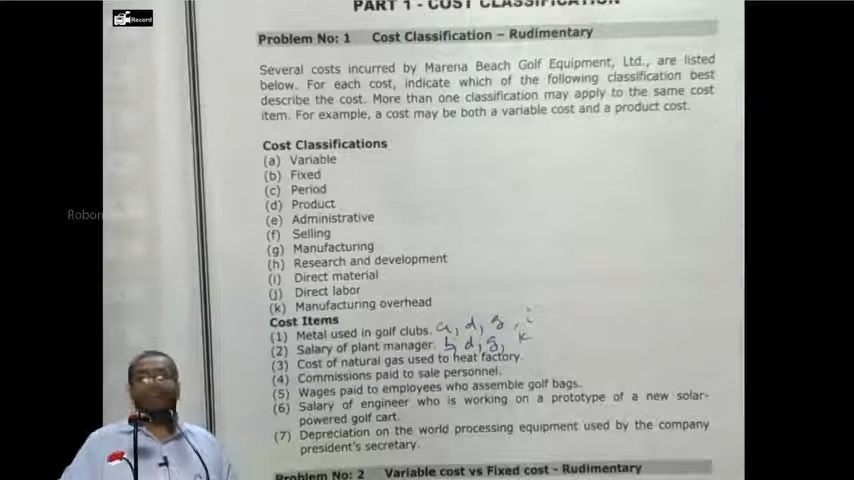 Record
PART 1 - COST CLASSIFICATION
Problem No: 1 Cost Classification – Rudimentary
Several costs incurred by Marena Beach Golf Equipment, Ltd., are listed
below. For each cost, indicate which of the following classification best
describe the cost. More than one classification may apply to the same cost
item. For example, a cost may be both a variable cost and a product cost.
Cost Classifications
(a) Variable
(b) Fixed
(c) Period
(d) Product
(e) Administrative
(f) Selling
(g) Manufacturing
(h) Research and development
(i) Direct material
(j) Direct labor
(k) Manufacturing overhead
Cost Items
(1) Metal used in golf clubs. a, d, g, i
(2) Salary of plant manager. b, d, g, k
(3) Cost of natural gas used to heat factory.
(4) Commissions paid to sale personnel.
(5) Wages paid to employees who assemble golf bags.
(6) Salary of engineer who is working on a prototype of a new solar-
powered golf cart.
(7) Depreciation on the world processing equipment used by the company
president's secretary.
Problem No: 2 Variable cost vs Fixed cost - Rudimentary